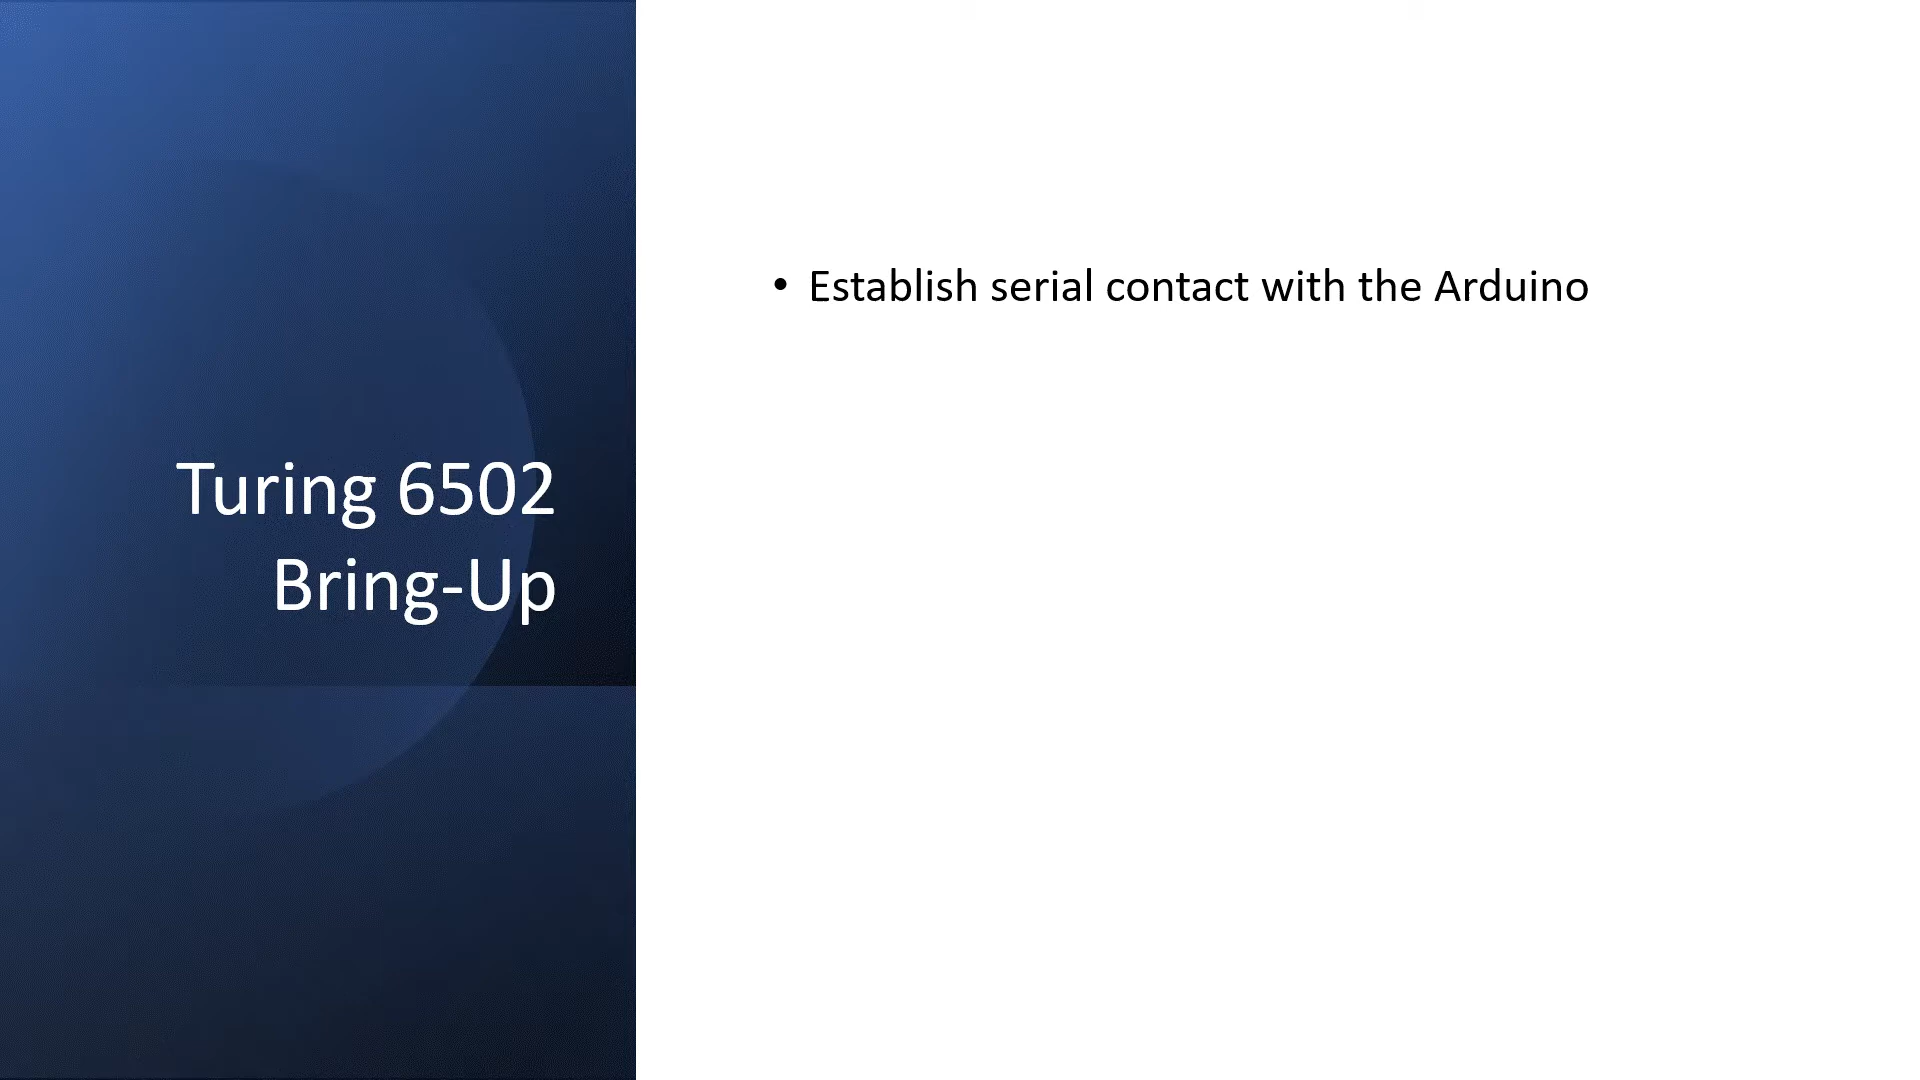 Turing 6502
Bring-Up
• Establish serial contact with the Arduino